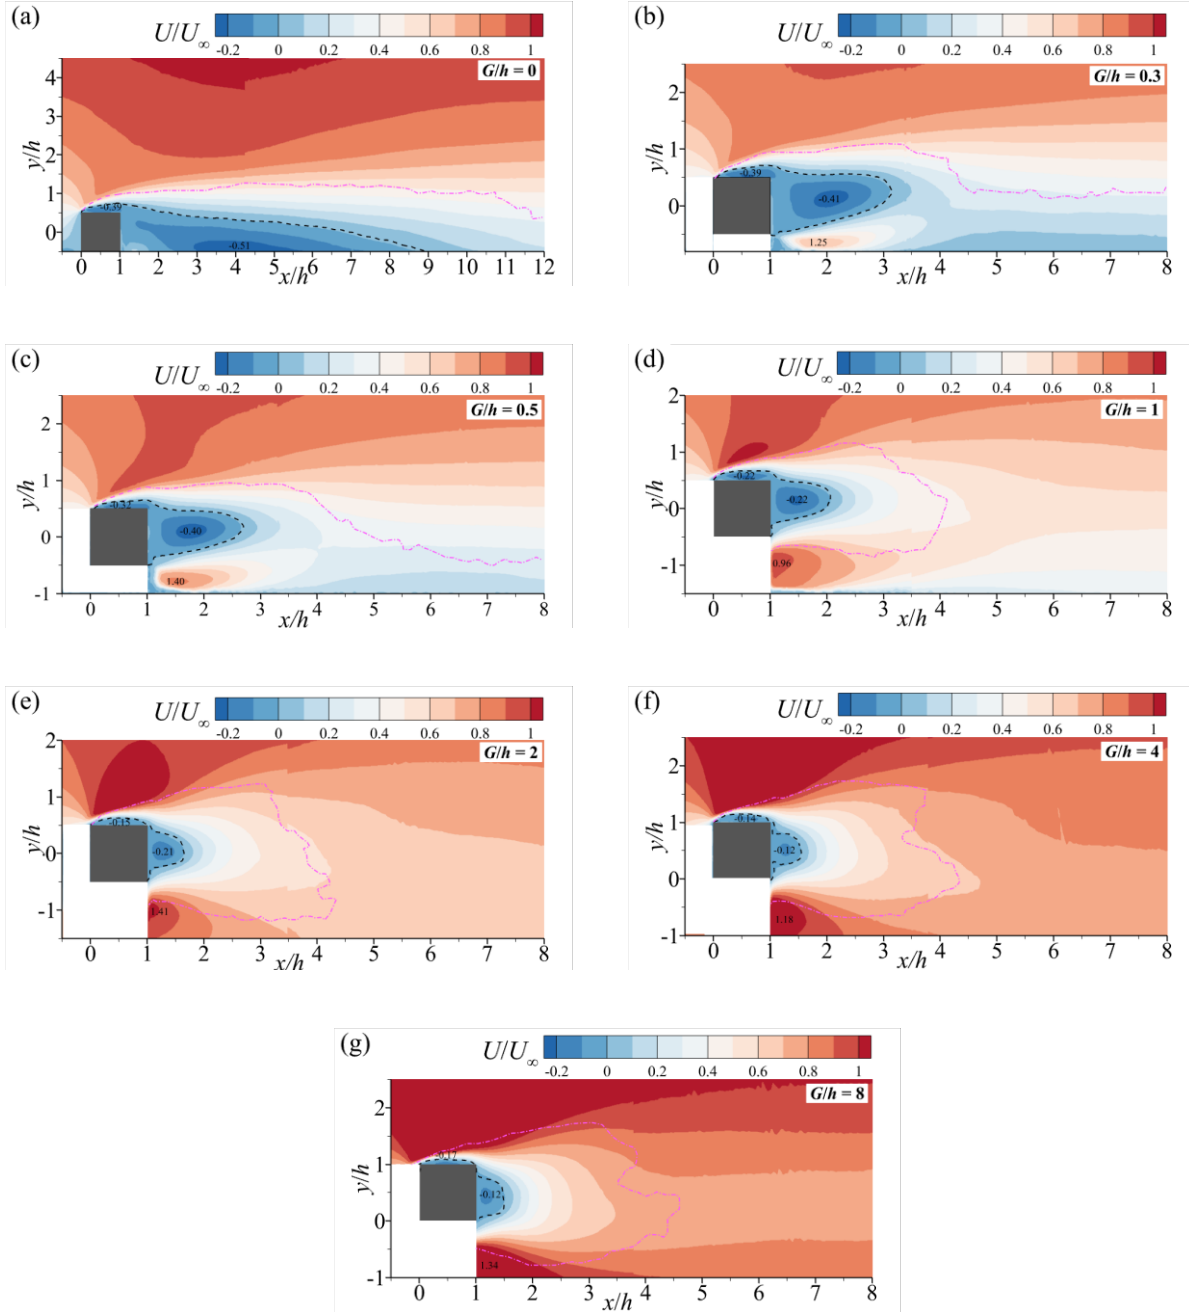 (a)
U/U∞
-0.2 0 0.2 0.4 0.6 0.8 1
G/h = 0
y/h
4
3
2
1
0
-0.39
-0.51
0 1 2 3 4 5 6 7 8 9 10 11 12
x/h
(b)
U/U∞
-0.2 0 0.2 0.4 0.6 0.8 1
G/h = 0.3
y/h
2
1
0
-0.39
-0.41
1.25
0 1 2 3 4 5 6 7 8
x/h
(c)
U/U∞
-0.2 0 0.2 0.4 0.6 0.8 1
G/h = 0.5
y/h
2
1
0
-1
-0.32
-0.40
1.40
0 1 2 3 4 5 6 7 8
x/h
(d)
U/U∞
-0.2 0 0.2 0.4 0.6 0.8 1
G/h = 1
y/h
2
1
0
-1
-0.22
-0.22
0.96
0 1 2 3 4 5 6 7 8
x/h
(e)
U/U∞
-0.2 0 0.2 0.4 0.6 0.8 1
G/h = 2
y/h
2
1
0
-1
-0.15
-0.21
1.41
0 1 2 3 4 5 6 7 8
x/h
(f)
U/U∞
-0.2 0 0.2 0.4 0.6 0.8 1
G/h = 4
y/h
2
1
0
-1
-0.14
-0.12
1.18
0 1 2 3 4 5 6 7 8
x/h
(g)
U/U∞
-0.2 0 0.2 0.4 0.6 0.8 1
G/h = 8
y/h
2
1
0
-1
-0.17
-0.12
1.34
0 1 2 3 4 5 6 7 8
x/h